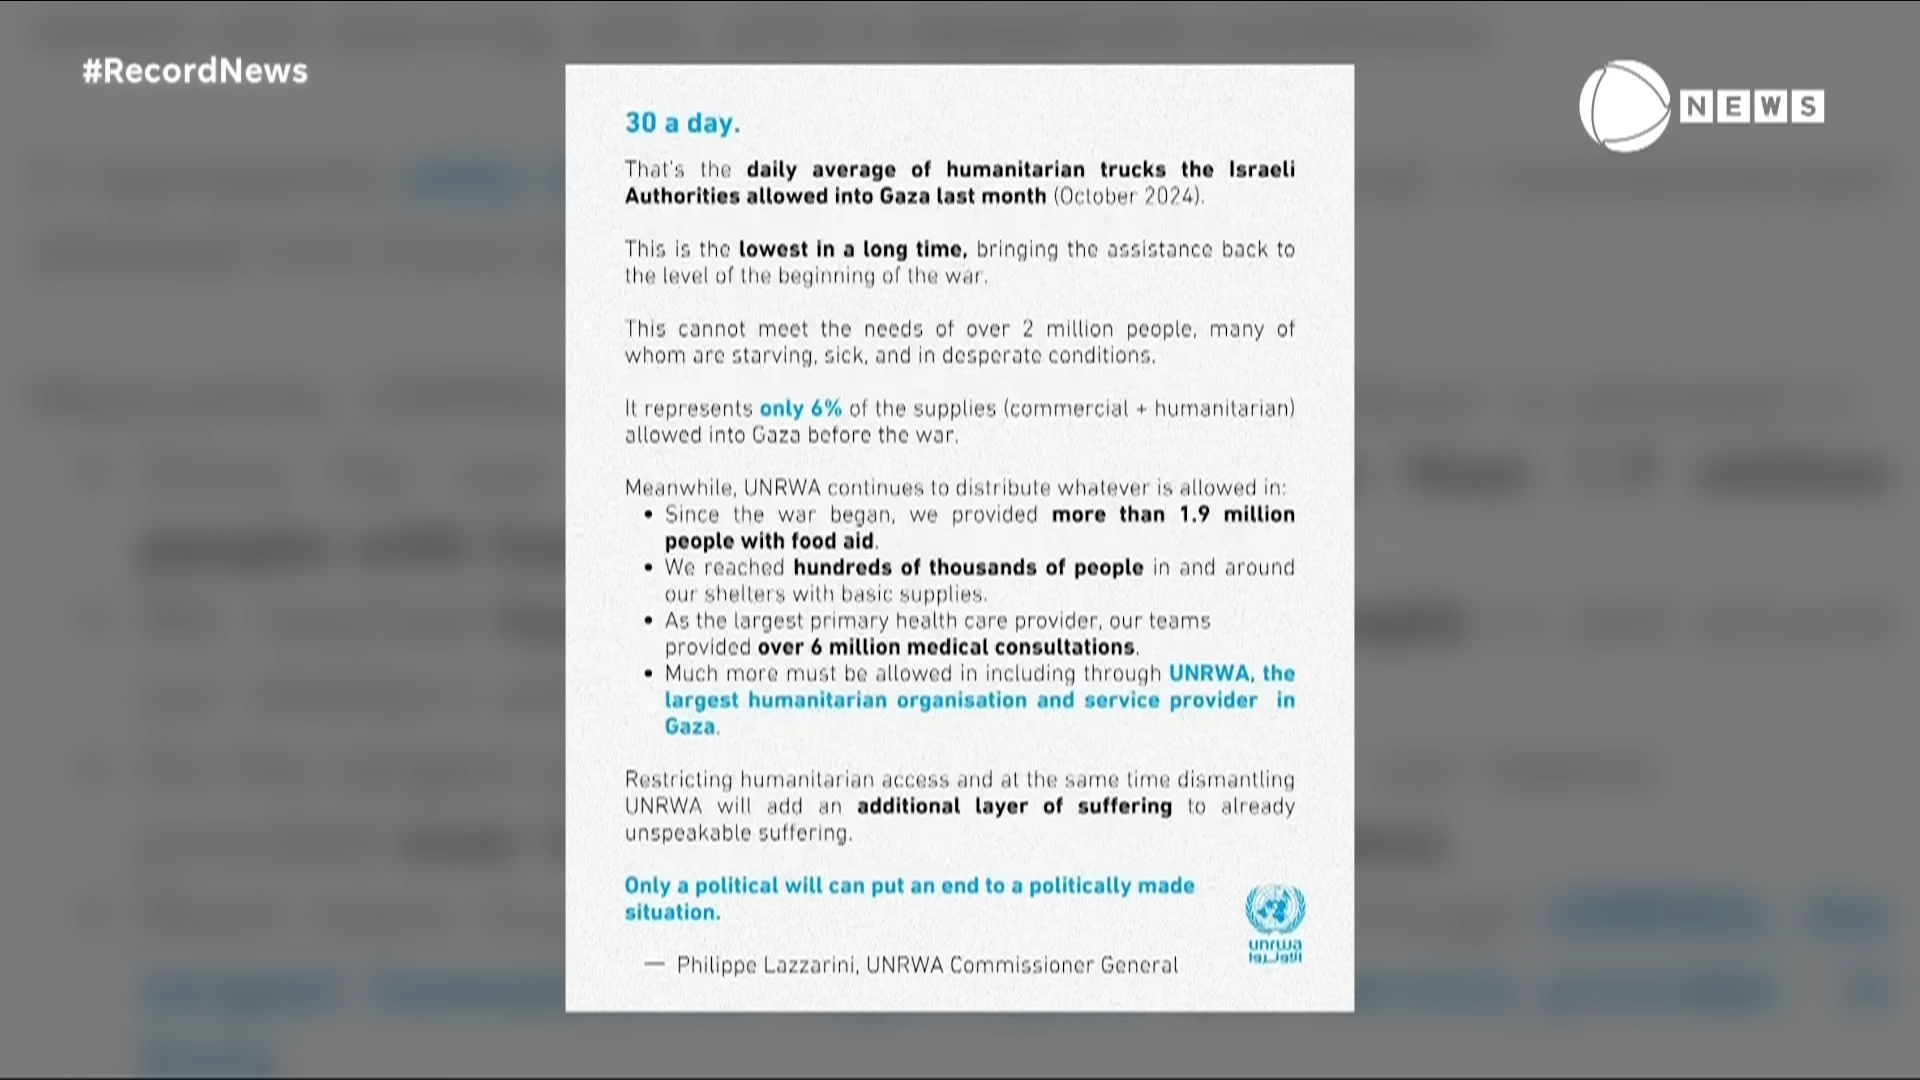 #RecordNews
NEWS
30 a day.
That's the daily average of humanitarian trucks the Israeli
Authorities allowed into Gaza last month (October 2024).
This is the lowest in a long time, bringing the assistance back to
the level of the beginning of the war.
This cannot meet the needs of over 2 million people, many of
whom are starving, sick, and in desperate conditions.
It represents only 6% of the supplies (commercial + humanitarian)
allowed into Gaza before the war.
Meanwhile, UNRWA continues to distribute whatever is allowed in:
• Since the war began, we provided more than 1.9 million
people with food aid.
• We reached hundreds of thousands of people in and around
our shelters with basic supplies.
• As the largest primary health care provider, our teams
provided over 6 million medical consultations.
• Much more must be allowed in including through UNRWA, the
largest humanitarian organisation and service provider in
Gaza.
Restricting humanitarian access and at the same time dismantling
UNRWA will add an additional layer of suffering to already
unspeakable suffering.
Only a political will can put an end to a politically made
situation.
— Philippe Lazzarini, UNRWA Commissioner General
unrwa
الأونروا